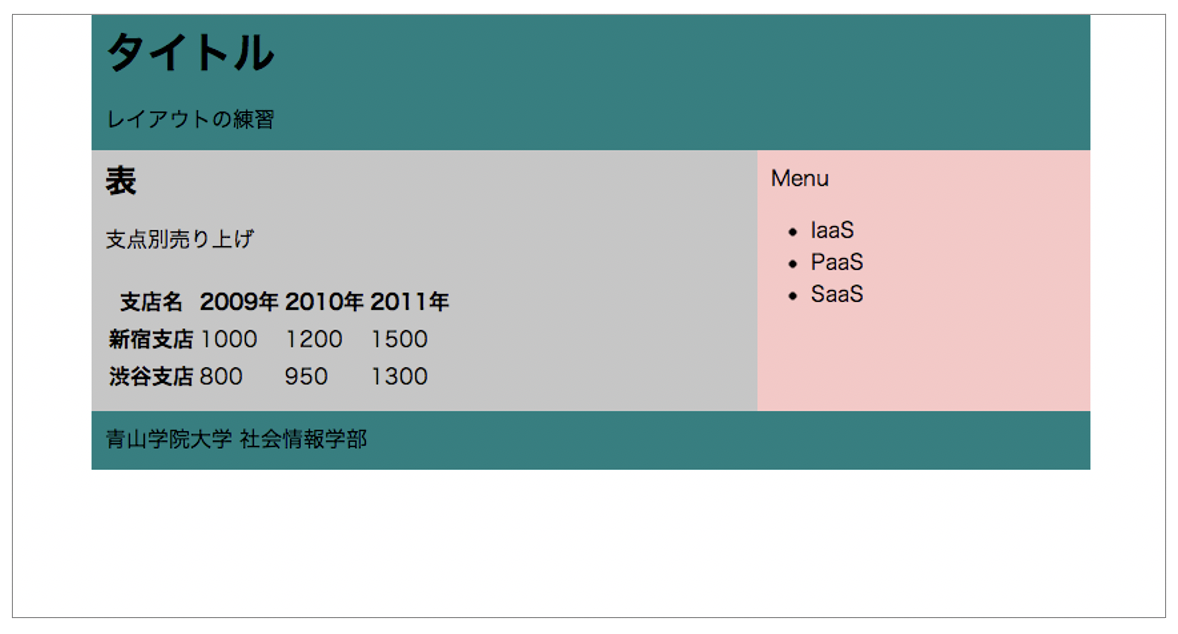 タイトル
レイアウトの練習
表
支点別売り上げ
支店名 2009年 2010年 2011年
新宿支店 1000 1200 1500
渋谷支店 800 950 1300
Menu
IaaS
PaaS
SaaS
青山学院大学 社会情報学部